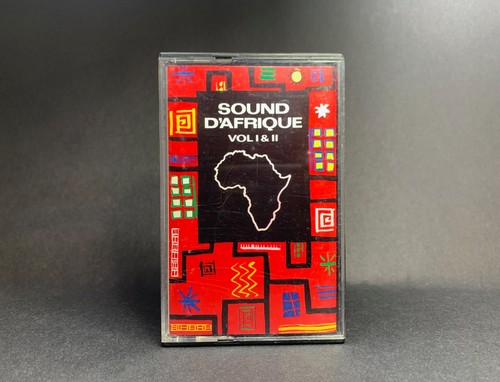 SOUND
D'AFRIQUE
VOL I & II